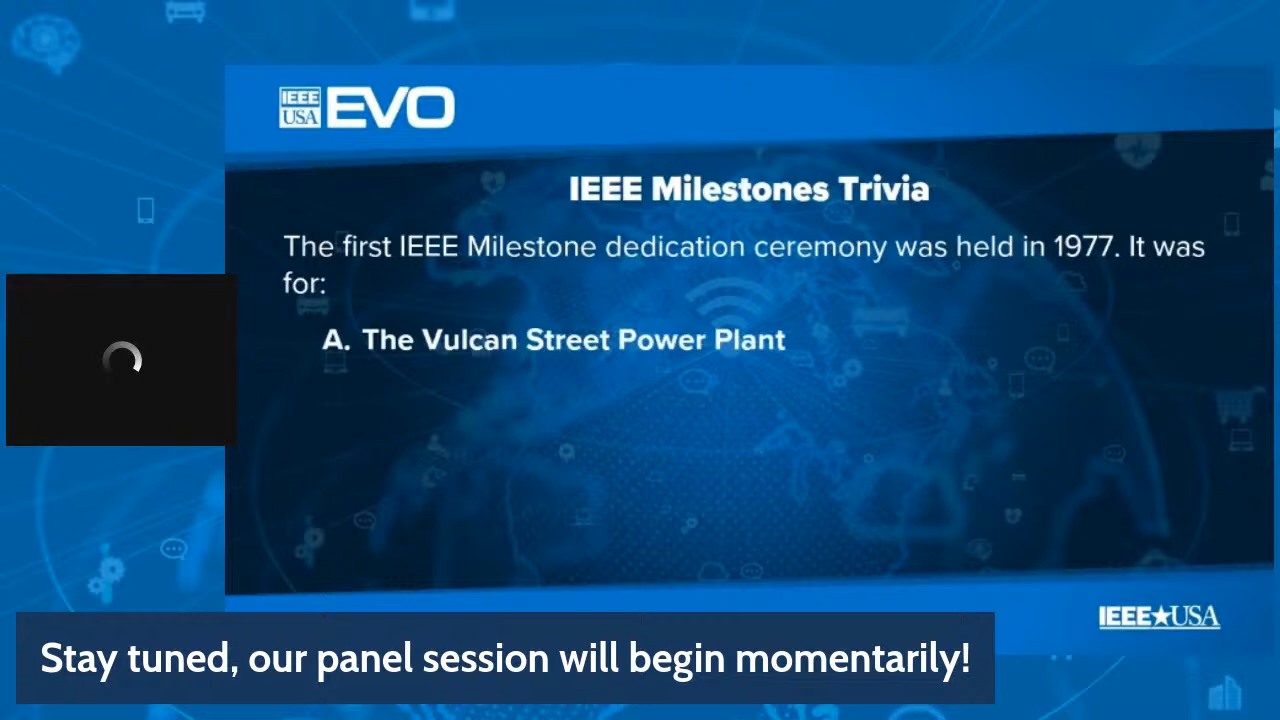 IEEE
USA EVO
IEEE Milestones Trivia
The first IEEE Milestone dedication ceremony was held in 1977. It was
for:
A. The Vulcan Street Power Plant
IEEE★USA
Stay tuned, our panel session will begin momentarily!